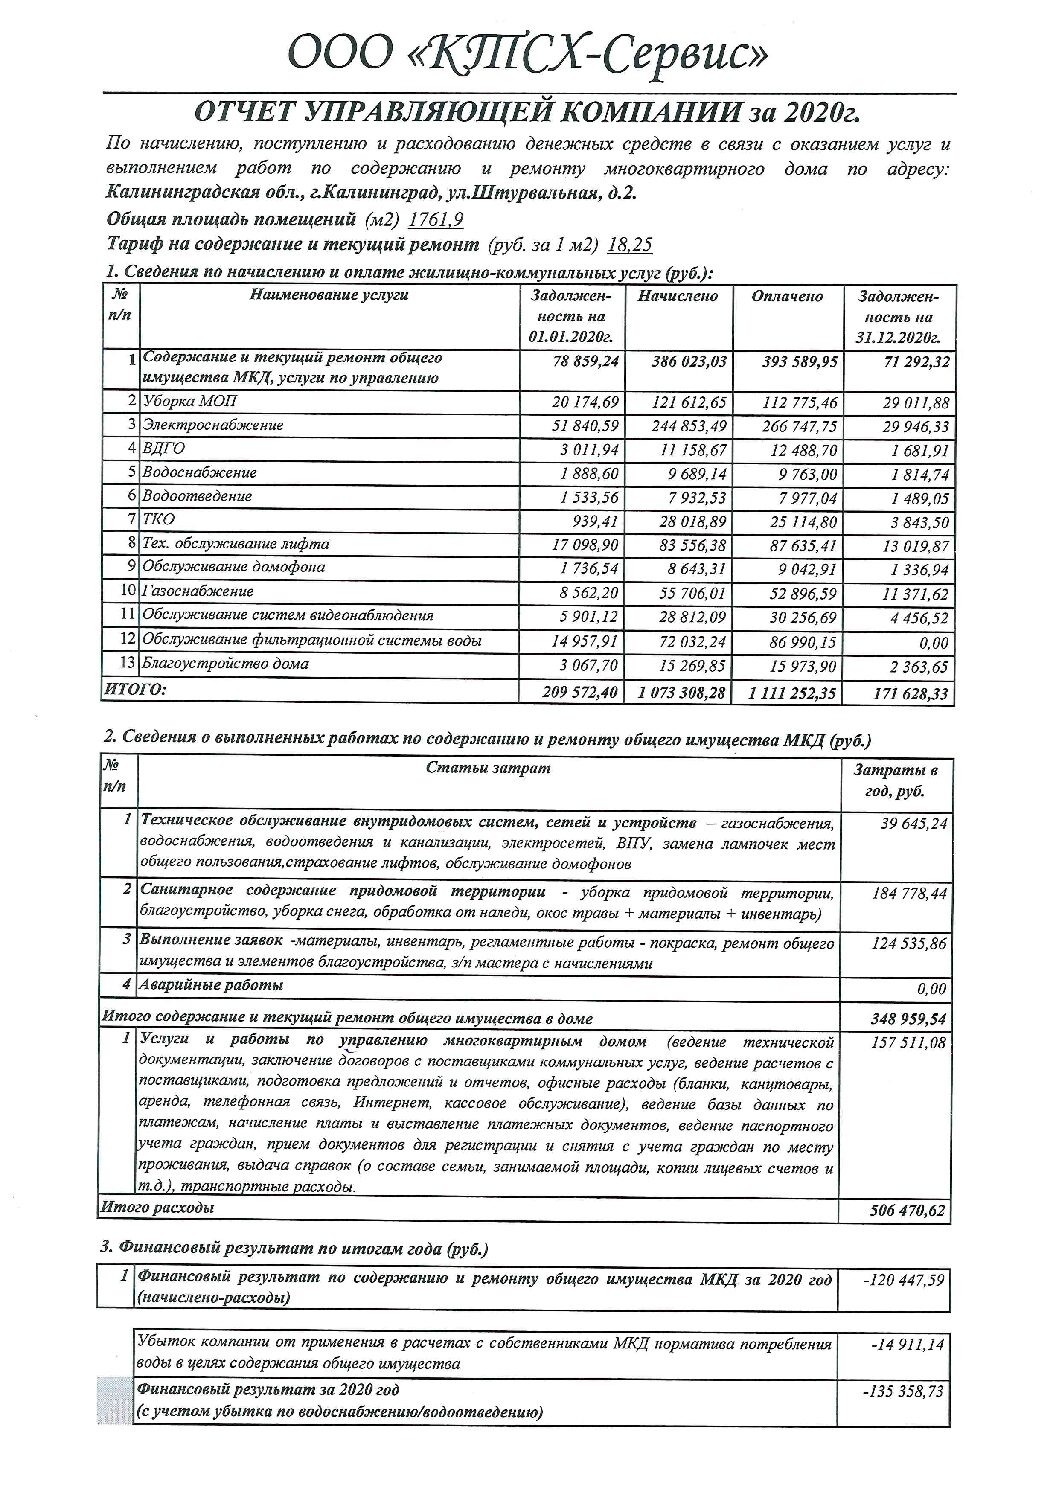 ООО «КТСХ-Сервис»
ОТЧЕТ УПРАВЛЯЮЩЕЙ КОМПАНИИ за 2020г.
По начислению, поступлению и расходованию денежных средств в связи с оказанием услуг и
выполнением работ по содержанию и ремонту многоквартирного дома по адресу:
Калининградская обл., г.Калининград, ул.Штурвальная, д.2.
Общая площадь помещений (м2) 1761,9
Тариф на содержание и текущий ремонт (руб. за 1 м2) 18,25
1. Сведения по начислению и оплате жилищно-коммунальных услуг (руб.):
№ п/п Наименование услуги Задолжен-ность на 01.01.2020г. Начислено Оплачено Задолжен-ность на 31.12.2020г.
1 Содержание и текущий ремонт общего имущества МКД, услуги по управлению 78 859,24 386 023,03 393 589,95 71 292,32
2 Уборка МОП 20 174,69 121 612,65 112 775,46 29 011,88
3 Электроснабжение 51 840,59 244 853,49 266 747,75 29 946,33
4 ВДГО 3 011,94 11 158,67 12 488,70 1 681,91
5 Водоснабжение 1 888,60 9 689,14 9 763,00 1 814,74
6 Водоотведение 1 533,56 7 932,53 7 977,04 1 489,05
7 ТКО 939,41 28 018,89 25 114,80 3 843,50
8 Тех. обслуживание лифта 17 098,90 83 556,38 87 635,41 13 019,87
9 Обслуживание домофона 1 736,54 8 643,31 9 042,91 1 336,94
10 Газоснабжение 8 562,20 55 706,01 52 896,59 11 371,62
11 Обслуживание систем видеонаблюдения 5 901,12 28 812,09 30 256,69 4 456,52
12 Обслуживание фильтрационной системы воды 14 957,91 72 032,24 86 990,15 0,00
13 Благоустройство дома 3 067,70 15 269,85 15 973,90 2 363,65
ИТОГО: 209 572,40 1 073 308,28 1 111 252,35 171 628,33
2. Сведения о выполненных работах по содержанию и ремонту общего имущества МКД (руб.)
№ п/п Статьи затрат Затраты в год, руб.
1 Техническое обслуживание внутридомовых систем, сетей и устройств – газоснабжения, 39 645,24
водоснабжения, водоотведения и канализации, электросетей, ВПУ, замена лампочек мест
общего пользования,страхование лифтов, обслуживание домофонов
2 Санитарное содержание придомовой территории - уборка придомовой территории, 184 778,44
благоустройство, уборка снега, обработка от наледи, окос травы + материалы + инвентарь)
3 Выполнение заявок -материалы, инвентарь, регламентные работы - покраска, ремонт общего 124 535,86
имущества и элементов благоустройства, з/п мастера с начислениями
4 Аварийные работы 0,00
Итого содержание и текущий ремонт общего имущества в доме 348 959,54
1 Услуги и работы по управлению многоквартирным домом (ведение технической 157 511,08
документации, заключение договоров с поставщиками коммунальных услуг, ведение расчетов с
поставщиками, подготовка предложений и отчетов, офисные расходы (бланки, канцтовары,
аренда, телефонная связь, Интернет, кассовое обслуживание), ведение базы данных по
платежам, начисление платы и выставление платежных документов, ведение паспортного
учета граждан, прием документов для регистрации и снятия с учета граждан по месту
проживания, выдача справок (о составе семьи, занимаемой площади, копии лицевых счетов и
т.д.), транспортные расходы.
Итого расходы 506 470,62
3. Финансовый результат по итогам года (руб.)
1 Финансовый результат по содержанию и ремонту общего имущества МКД за 2020 год -120 447,59
(начислено-расходы)
Убыток компании от применения в расчетах с собственниками МКД норматива потребления -14 911,14
воды в целях содержания общего имущества
Финансовый результат за 2020 год -135 358,73
(с учетом убытка по водоснабжению/водоотведению)